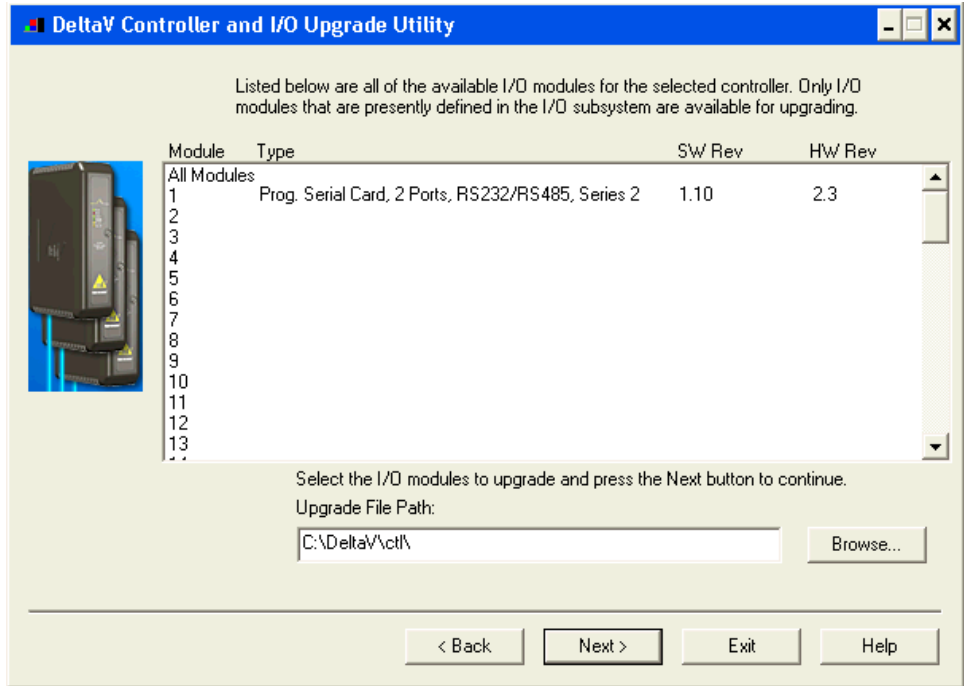 DeltaV Controller and I/O Upgrade Utility
Listed below are all of the available I/O modules for the selected controller. Only I/O
modules that are presently defined in the I/O subsystem are available for upgrading.
Module Type SW Rev HW Rev
All Modules
1 Prog. Serial Card, 2 Ports, RS232/RS485, Series 2 1.10 2.3
2
3
4
5
6
7
8
9
10
11
12
13
Select the I/O modules to upgrade and press the Next button to continue.
Upgrade File Path:
C:\DeltaV\ctl\ Browse...
< Back Next > Exit Help